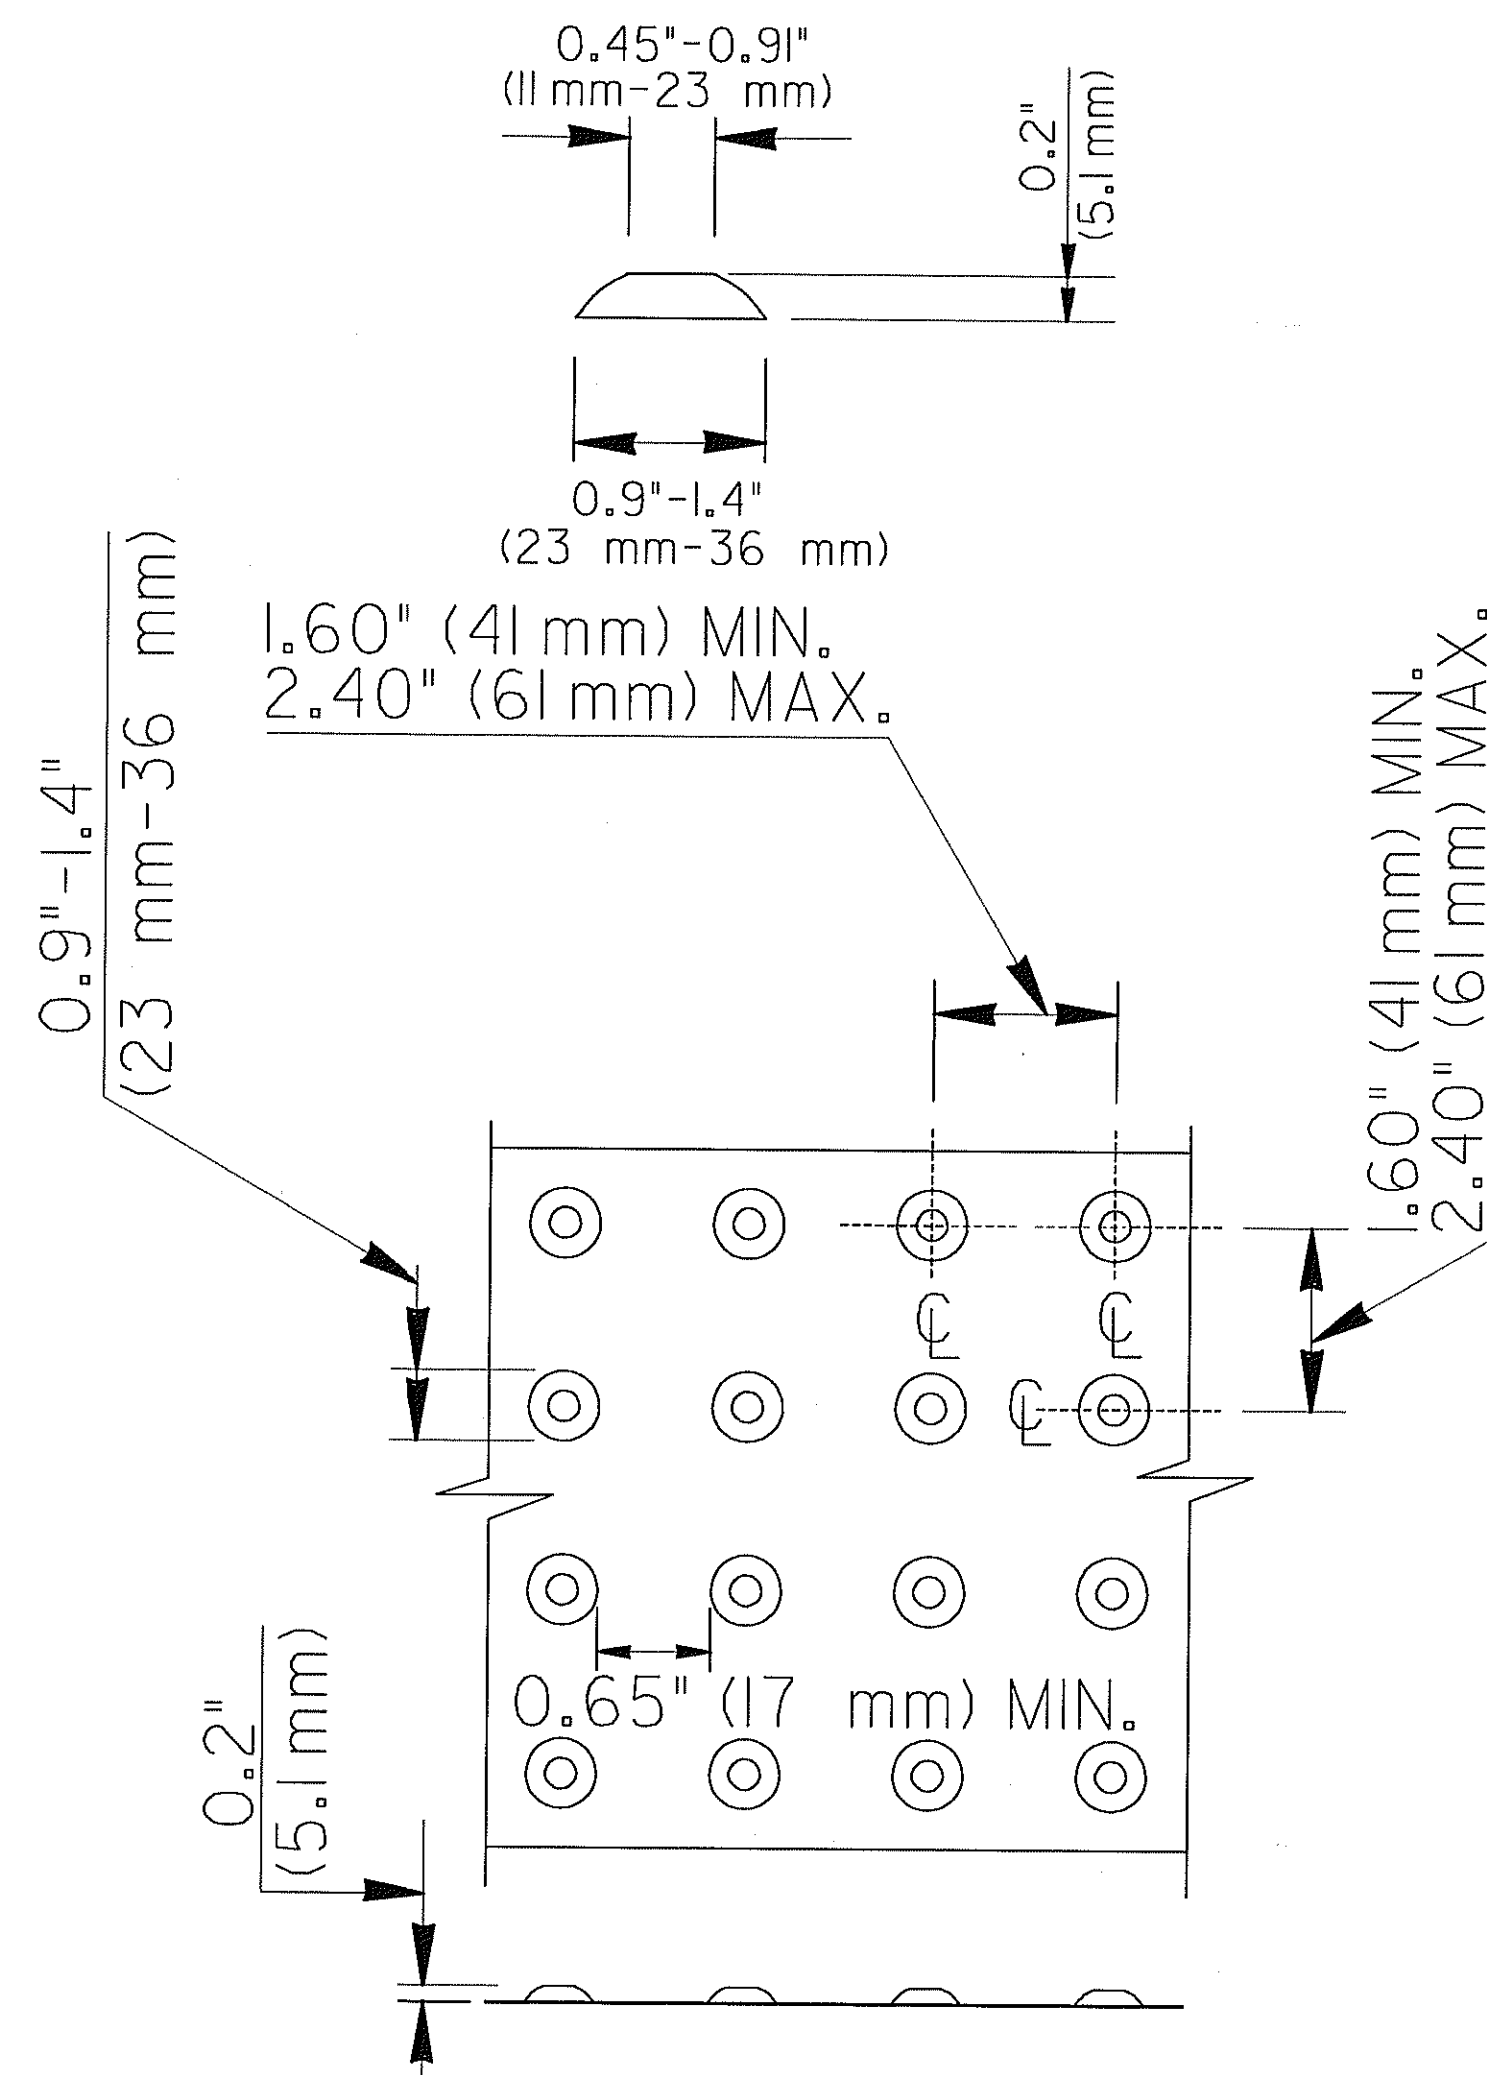 0.45"-0.91"
(11 mm-23 mm)
0.2"
(5.1 mm)
0.9"-1.4"
(23 mm-36 mm)
0.9"-1.4"
(23 mm-36 mm)
1.60" (41 mm) MIN.
2.40" (61 mm) MAX.
1.60" (41 mm) MIN.
2.40" (61 mm) MAX.
℄
℄
℄
0.65" (17 mm) MIN.
0.2"
(5.1 mm)